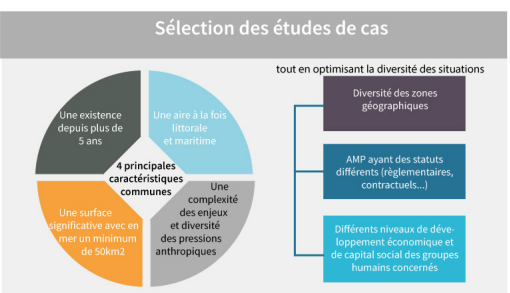 Sélection des études de cas
Une existence
depuis plus de
5 ans
Une aire à la fois
littorale
et maritime
4 principales
caractéristiques
communes
Une surface
significative avec en
mer un minimum
de 50km2
Une
complexité
des enjeux
et diversité
des pressions
anthropiques
tout en optimisant la diversité des situations
Diversité des zones
géographiques
AMP ayant des statuts
différents (règlementaires,
contractuels...)
Différents niveaux de déve-
loppement économique et
de capital social des groupes
humains concernés